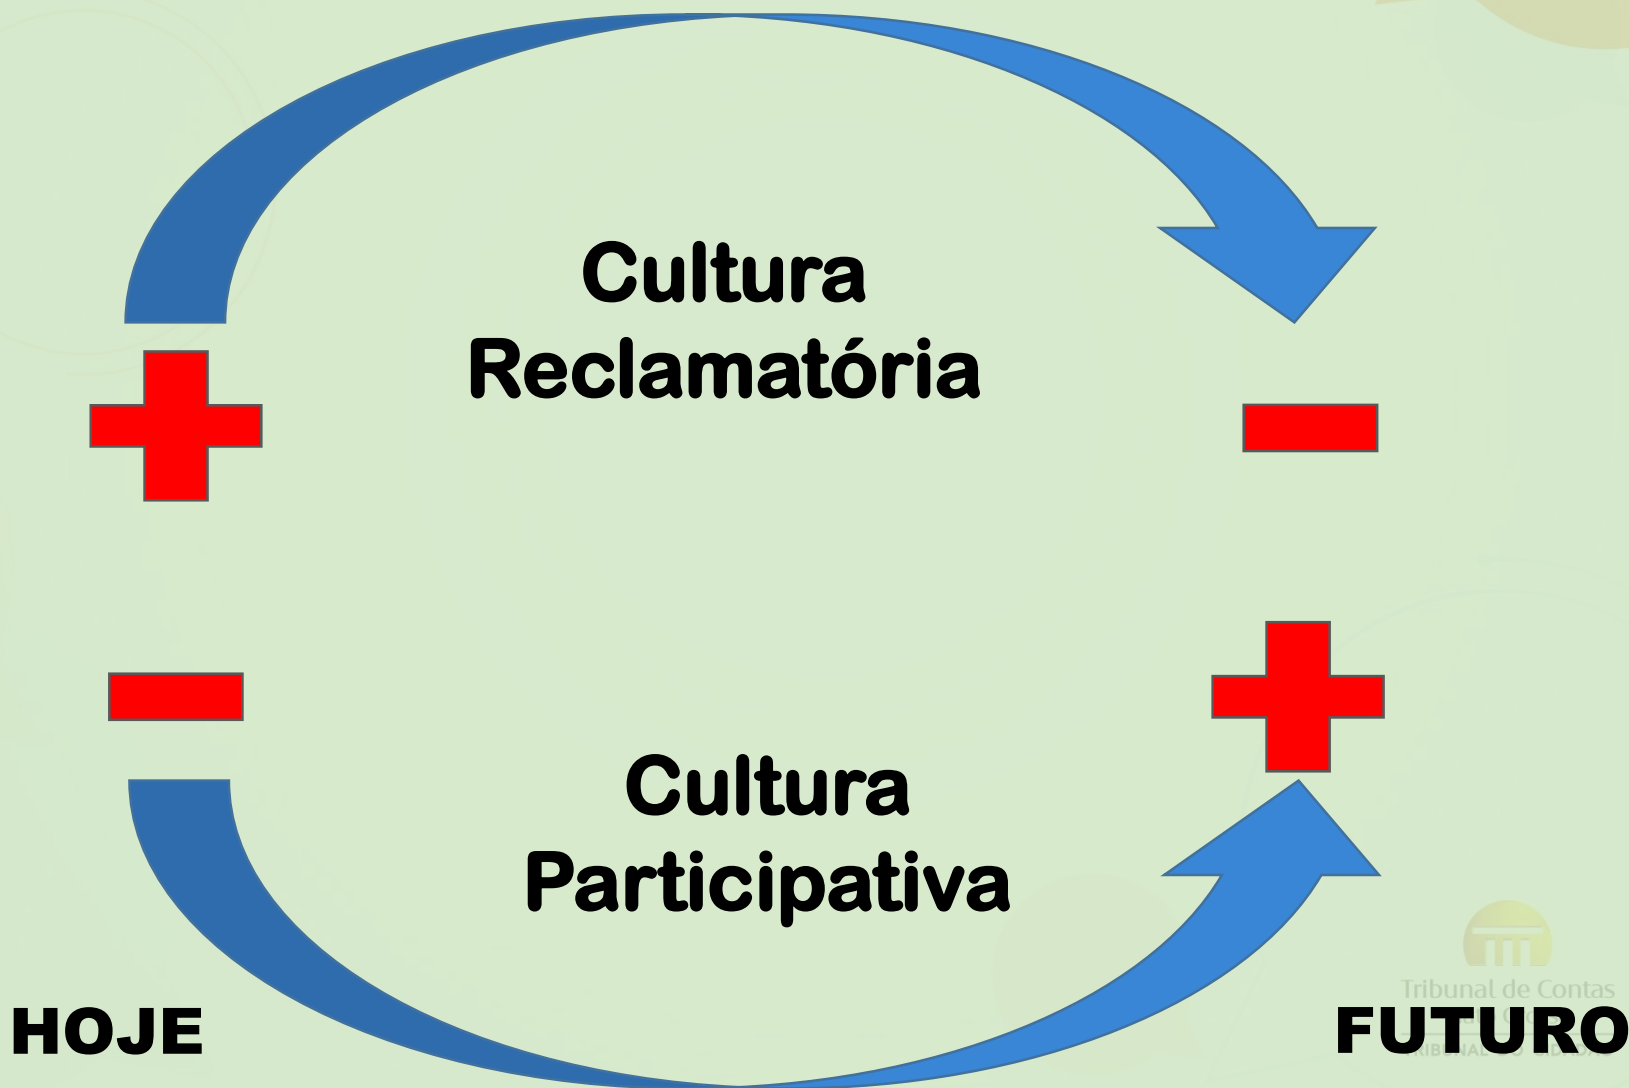 Cultura
Reclamatória
Cultura
Participativa
Tribunal de Contas
HOJE
FUTURO